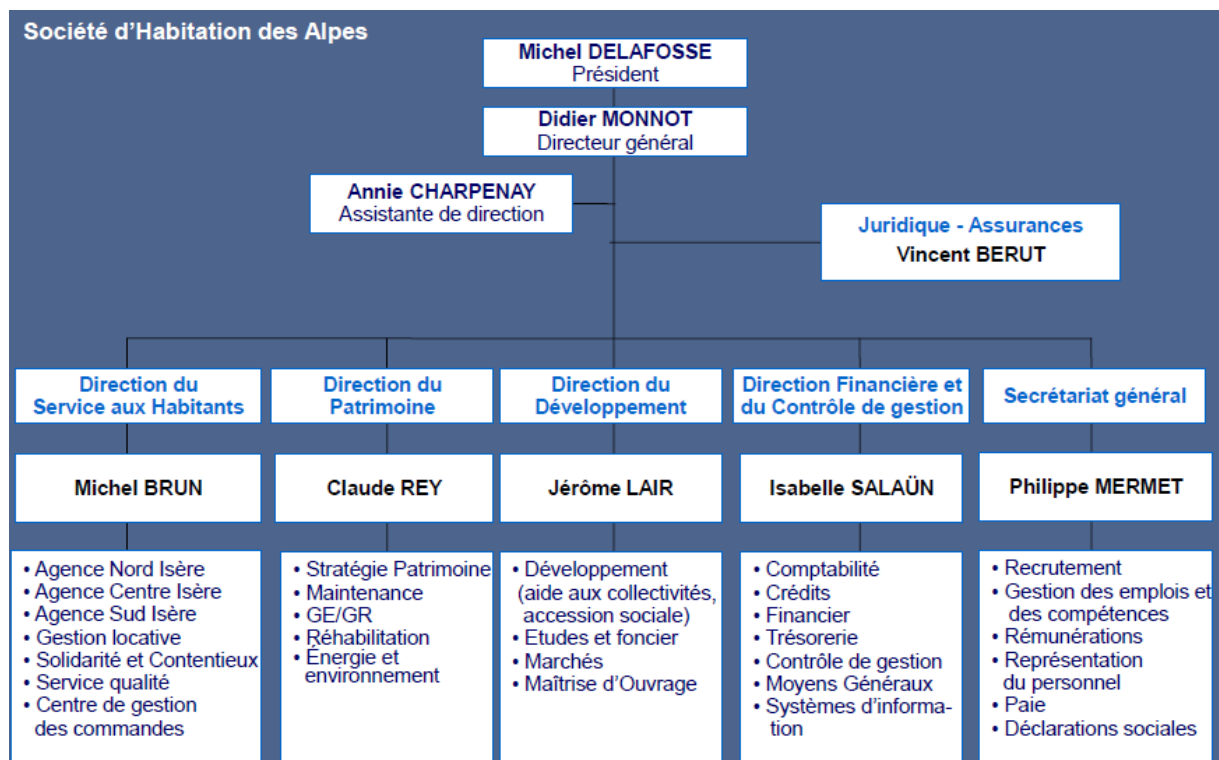 Société d’Habitation des Alpes
Michel DELAFOSSE
Président
Didier MONNOT
Directeur général
Annie CHARPENAY
Assistante de direction
Juridique - Assurances
Vincent BERUT
Direction du
Service aux Habitants
Michel BRUN
• Agence Nord Isère
• Agence Centre Isère
• Agence Sud Isère
• Gestion locative
• Solidarité et Contentieux
• Service qualité
• Centre de gestion
des commandes
Direction du
Patrimoine
Claude REY
• Stratégie Patrimoine
• Maintenance
• GE/GR
• Réhabilitation
• Énergie et
environnement
Direction du
Développement
Jérôme LAIR
• Développement
(aide aux collectivités,
accession sociale)
• Etudes et foncier
• Marchés
• Maîtrise d’Ouvrage
Direction Financière et
du Contrôle de gestion
Isabelle SALAÜN
• Comptabilité
• Crédits
• Financier
• Trésorerie
• Contrôle de gestion
• Moyens Généraux
• Systèmes d’informa-
tion
Secrétariat général
Philippe MERMET
• Recrutement
• Gestion des emplois et
des compétences
• Rémunérations
• Représentation
du personnel
• Paie
• Déclarations sociales